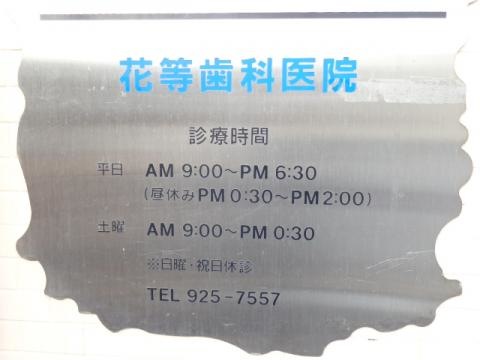 花等歯科医院
診療時間
平日 AM 9:00～PM 6:30
(昼休みPM 0:30～PM2:00)
土曜 AM 9:00～PM 0:30
※日曜・祝日休診
TEL 925-7557